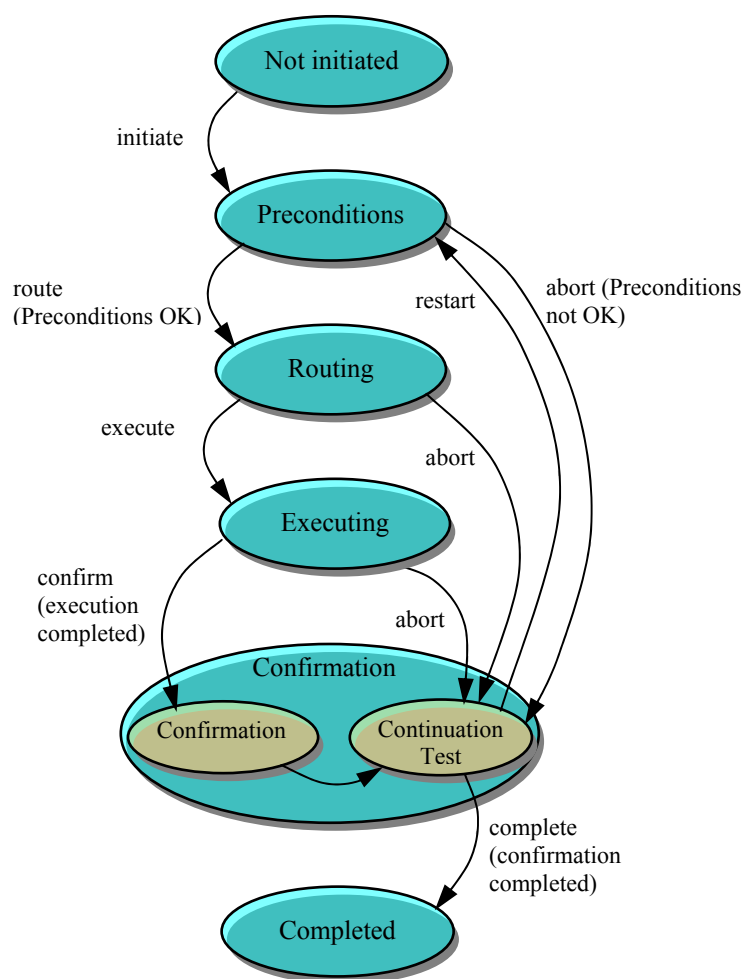 Not initiated
initiate
Preconditions
route
(Preconditions OK)
restart
abort (Preconditions
not OK)
Routing
execute
abort
Executing
confirm
(execution
completed)
abort
Confirmation
Confirmation
Continuation
Test
complete
(confirmation
completed)
Completed